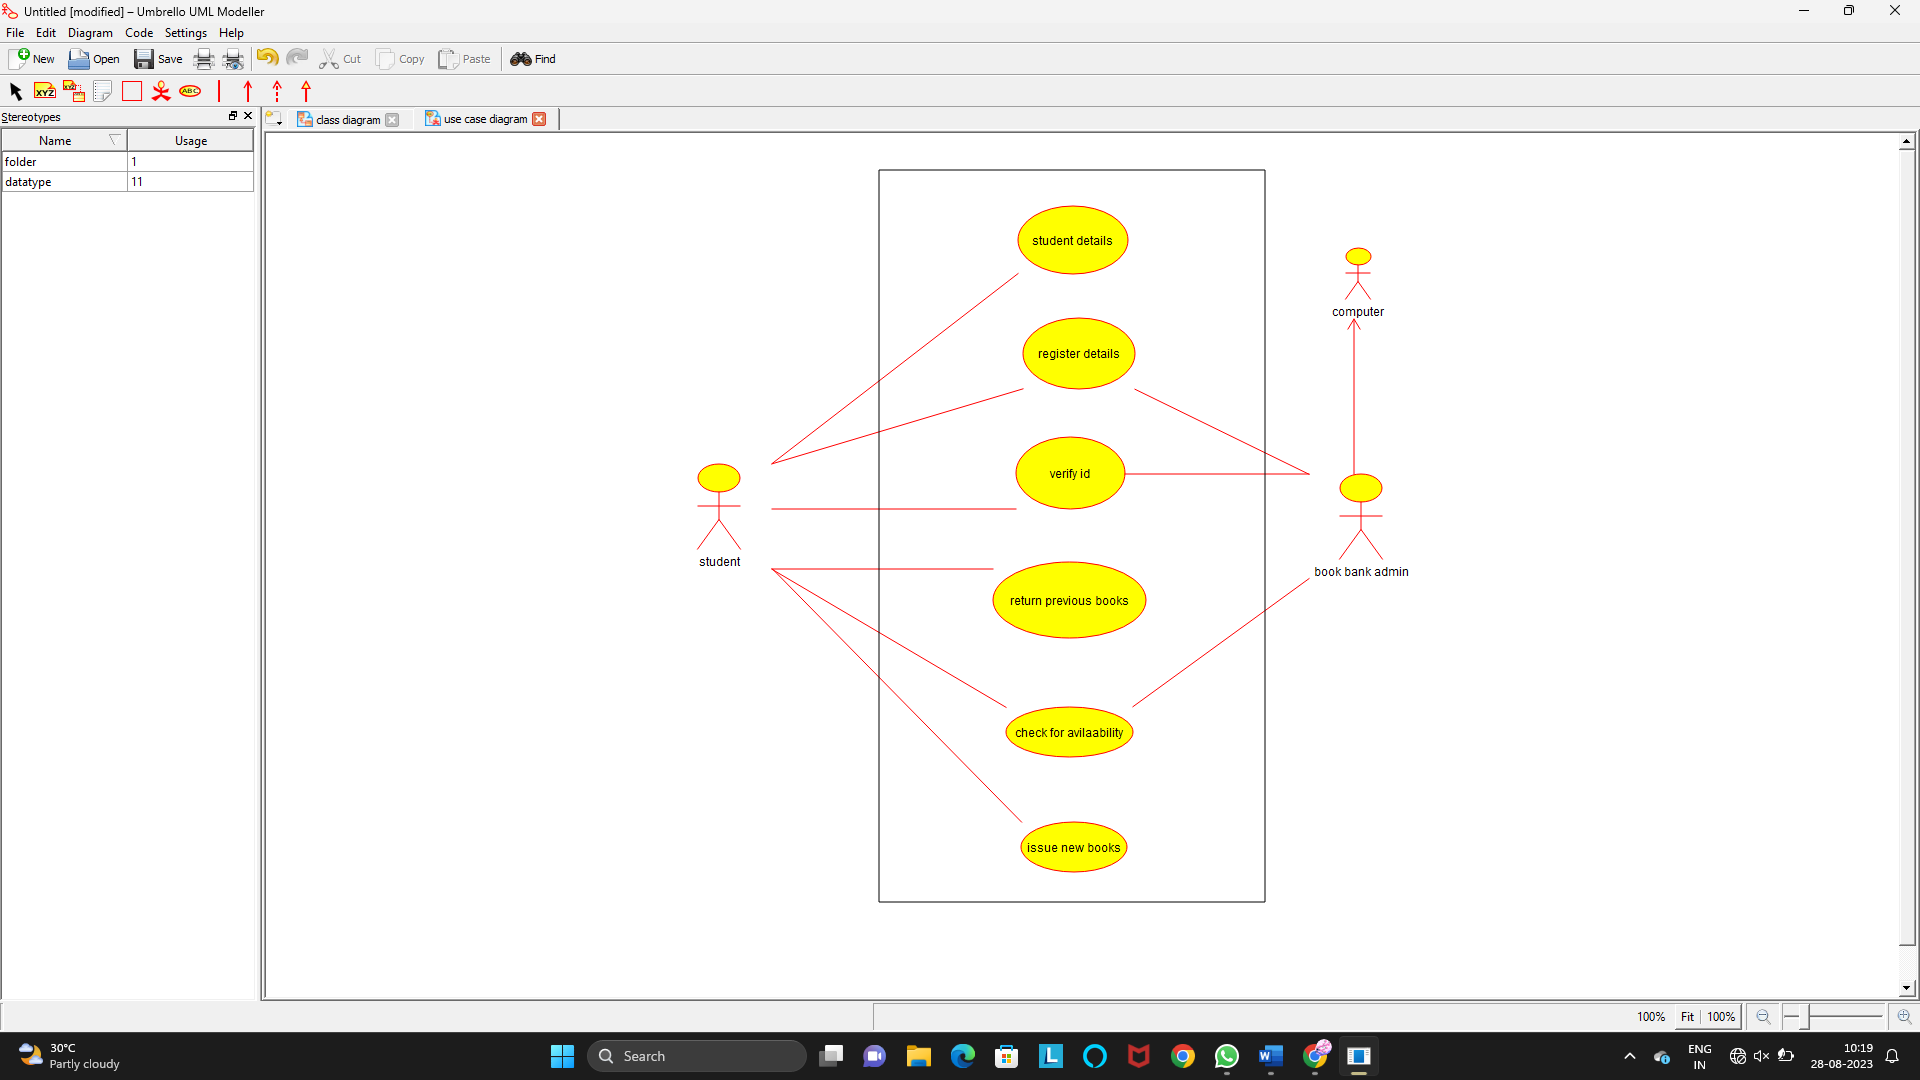 Untitled [modified] – Umbrello UML Modeller
File Edit Diagram Code Settings Help
New Open Save Cut Copy Paste Find
XYZ XYZ ABC
Stereotypes
class diagram use case diagram
Name Usage
folder 1
datatype 11
student details
computer
register details
verify id
student
book bank admin
return previous books
check for avilaability
issue new books
100% Fit 100%
30°C
Partly cloudy
Search
ENG
IN
10:19
28-08-2023